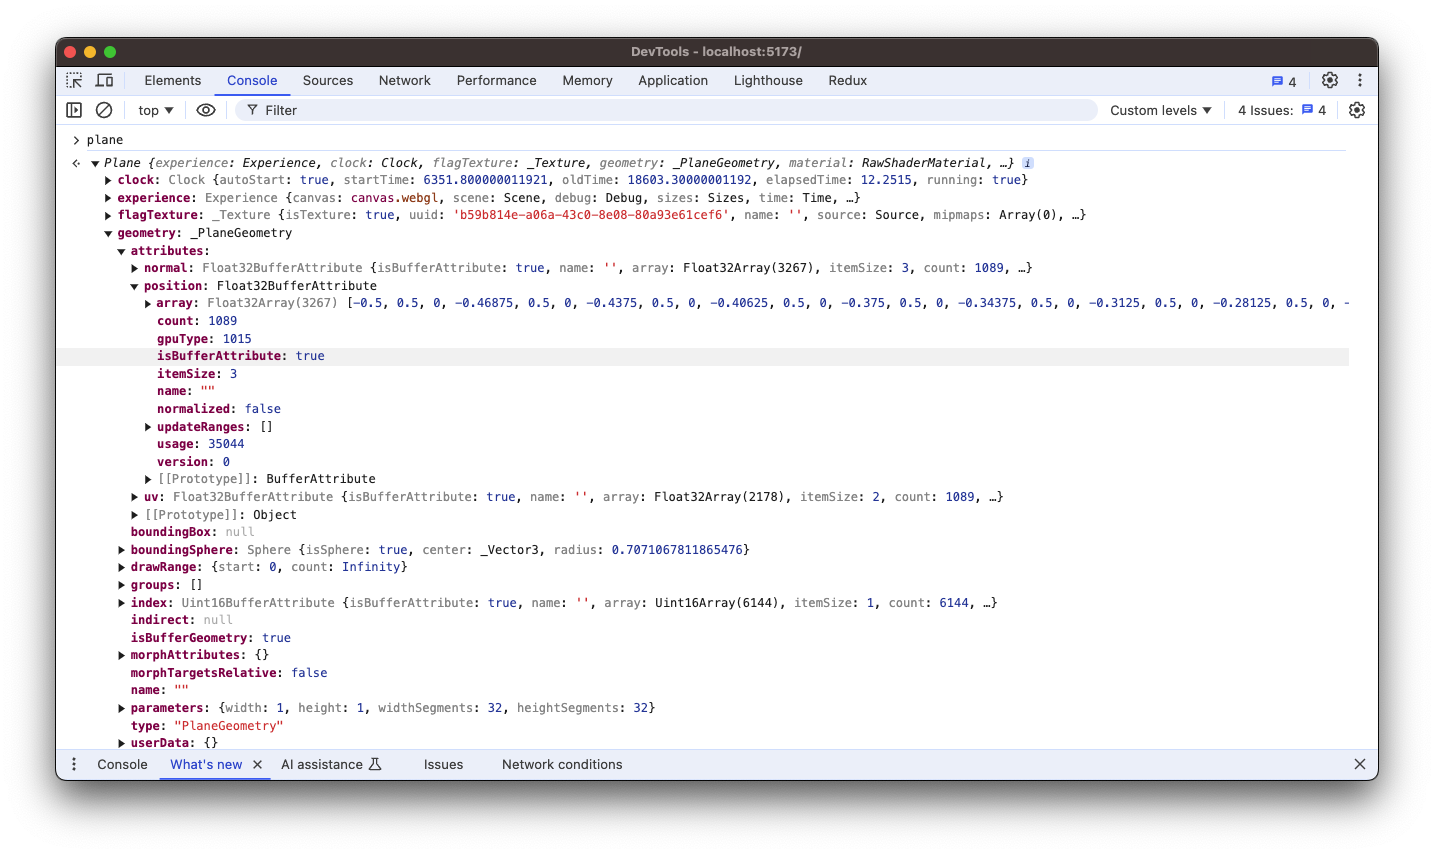 DevTools - localhost:5173/
Elements Console Sources Network Performance Memory Application Lighthouse Redux 4
top Filter Custom levels 4 Issues: 4
> plane
Plane {experience: Experience, clock: Clock, flagTexture: _Texture, geometry: _PlaneGeometry, material: RawShaderMaterial, …} i
clock: Clock {autoStart: true, startTime: 6351.800000011921, oldTime: 18603.30000001192, elapsedTime: 12.2515, running: true}
experience: Experience {canvas: canvas.webgl, scene: Scene, debug: Debug, sizes: Sizes, time: Time, …}
flagTexture: _Texture {isTexture: true, uuid: 'b59b814e-a06a-43c0-8e08-80a93e61cef6', name: '', source: Source, mipmaps: Array(0), …}
geometry: _PlaneGeometry
attributes:
normal: Float32BufferAttribute {isBufferAttribute: true, name: '', array: Float32Array(3267), itemSize: 3, count: 1089, …}
position: Float32BufferAttribute
array: Float32Array(3267) [-0.5, 0.5, 0, -0.46875, 0.5, 0, -0.4375, 0.5, 0, -0.40625, 0.5, 0, -0.375, 0.5, 0, -0.34375, 0.5, 0, -0.3125, 0.5, 0, -0.28125, 0.5, 0, -
count: 1089
gpuType: 1015
isBufferAttribute: true
itemSize: 3
name: ""
normalized: false
updateRanges: []
usage: 35044
version: 0
[[Prototype]]: BufferAttribute
uv: Float32BufferAttribute {isBufferAttribute: true, name: '', array: Float32Array(2178), itemSize: 2, count: 1089, …}
[[Prototype]]: Object
boundingBox: null
boundingSphere: Sphere {isSphere: true, center: _Vector3, radius: 0.7071067811865476}
drawRange: {start: 0, count: Infinity}
groups: []
index: Uint16BufferAttribute {isBufferAttribute: true, name: '', array: Uint16Array(6144), itemSize: 1, count: 6144, …}
indirect: null
isBufferGeometry: true
morphAttributes: {}
morphTargetsRelative: false
name: ""
parameters: {width: 1, height: 1, widthSegments: 32, heightSegments: 32}
type: "PlaneGeometry"
userData: {}
Console What's new AI assistance Issues Network conditions